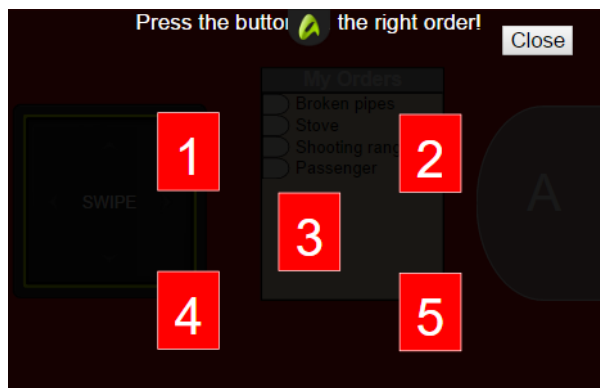 Press the butto the right order!
Close
My Orders
Broken pipes
Stove
Shooting rang
Passenger
SWIPE
A
1
2
3
4
5